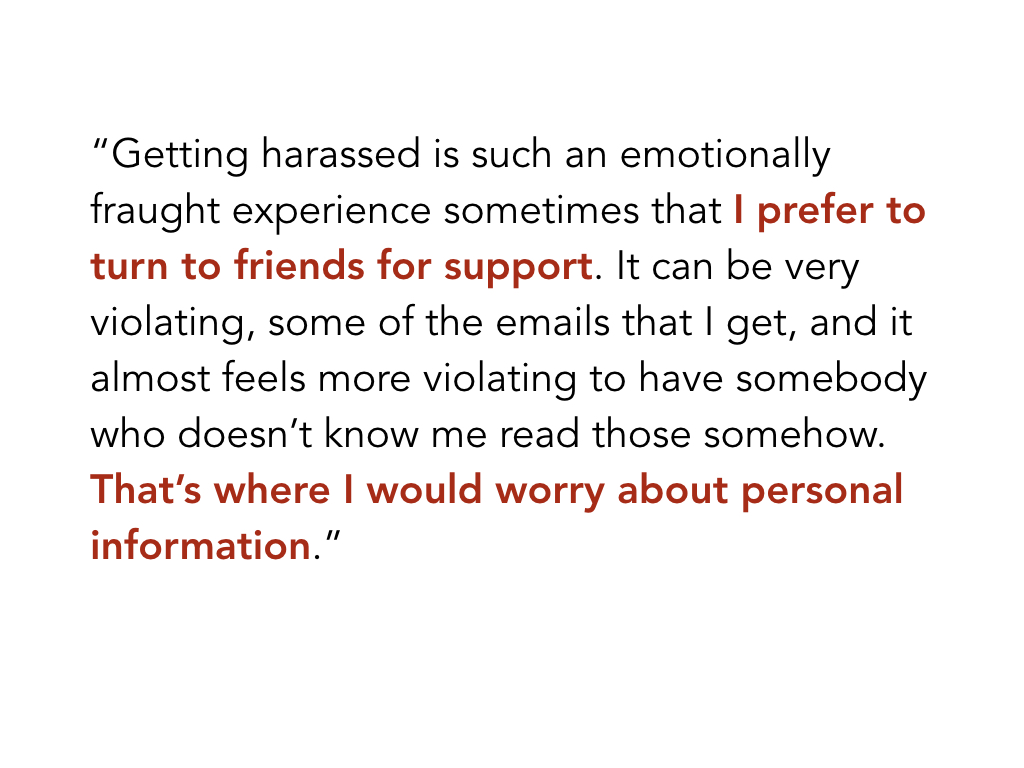 “Getting harassed is such an emotionally
fraught experience sometimes that I prefer to
turn to friends for support. It can be very
violating, some of the emails that I get, and it
almost feels more violating to have somebody
who doesn’t know me read those somehow.
That’s where I would worry about personal
information.”